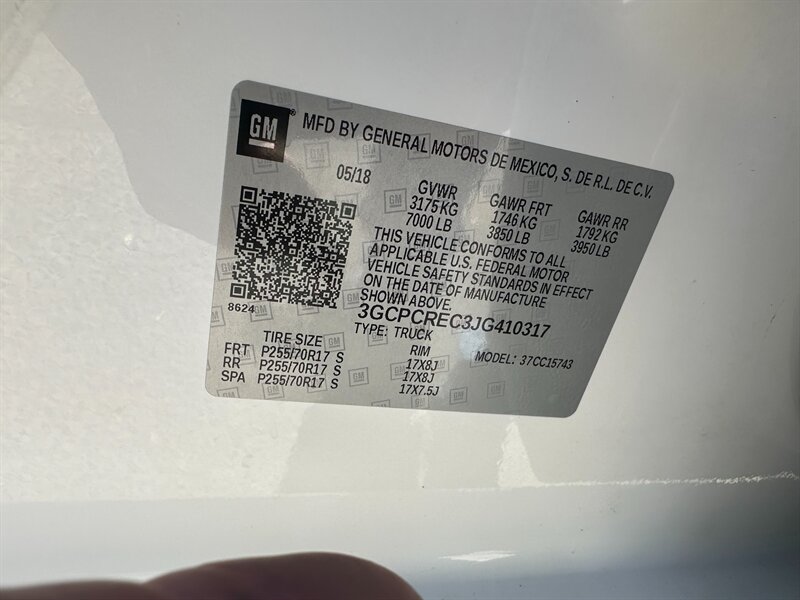 GM® MFD BY GENERAL MOTORS DE MEXICO, S. DE R.L. DE C.V.
05/18
GVWR GAWR FRT GAWR RR
3175 KG 1746 KG 1792 KG
7000 LB 3850 LB 3950 LB
THIS VEHICLE CONFORMS TO ALL
APPLICABLE U.S. FEDERAL MOTOR
VEHICLE SAFETY STANDARDS IN EFFECT
ON THE DATE OF MANUFACTURE
SHOWN ABOVE.
8624
3GCPCREC3JG410317
TYPE: TRUCK
TIRE SIZE RIM MODEL: 37CC15743
FRT P255/70R17 S 17X8J
RR P255/70R17 S 17X8J
SPA P255/70R17 S 17X7.5J